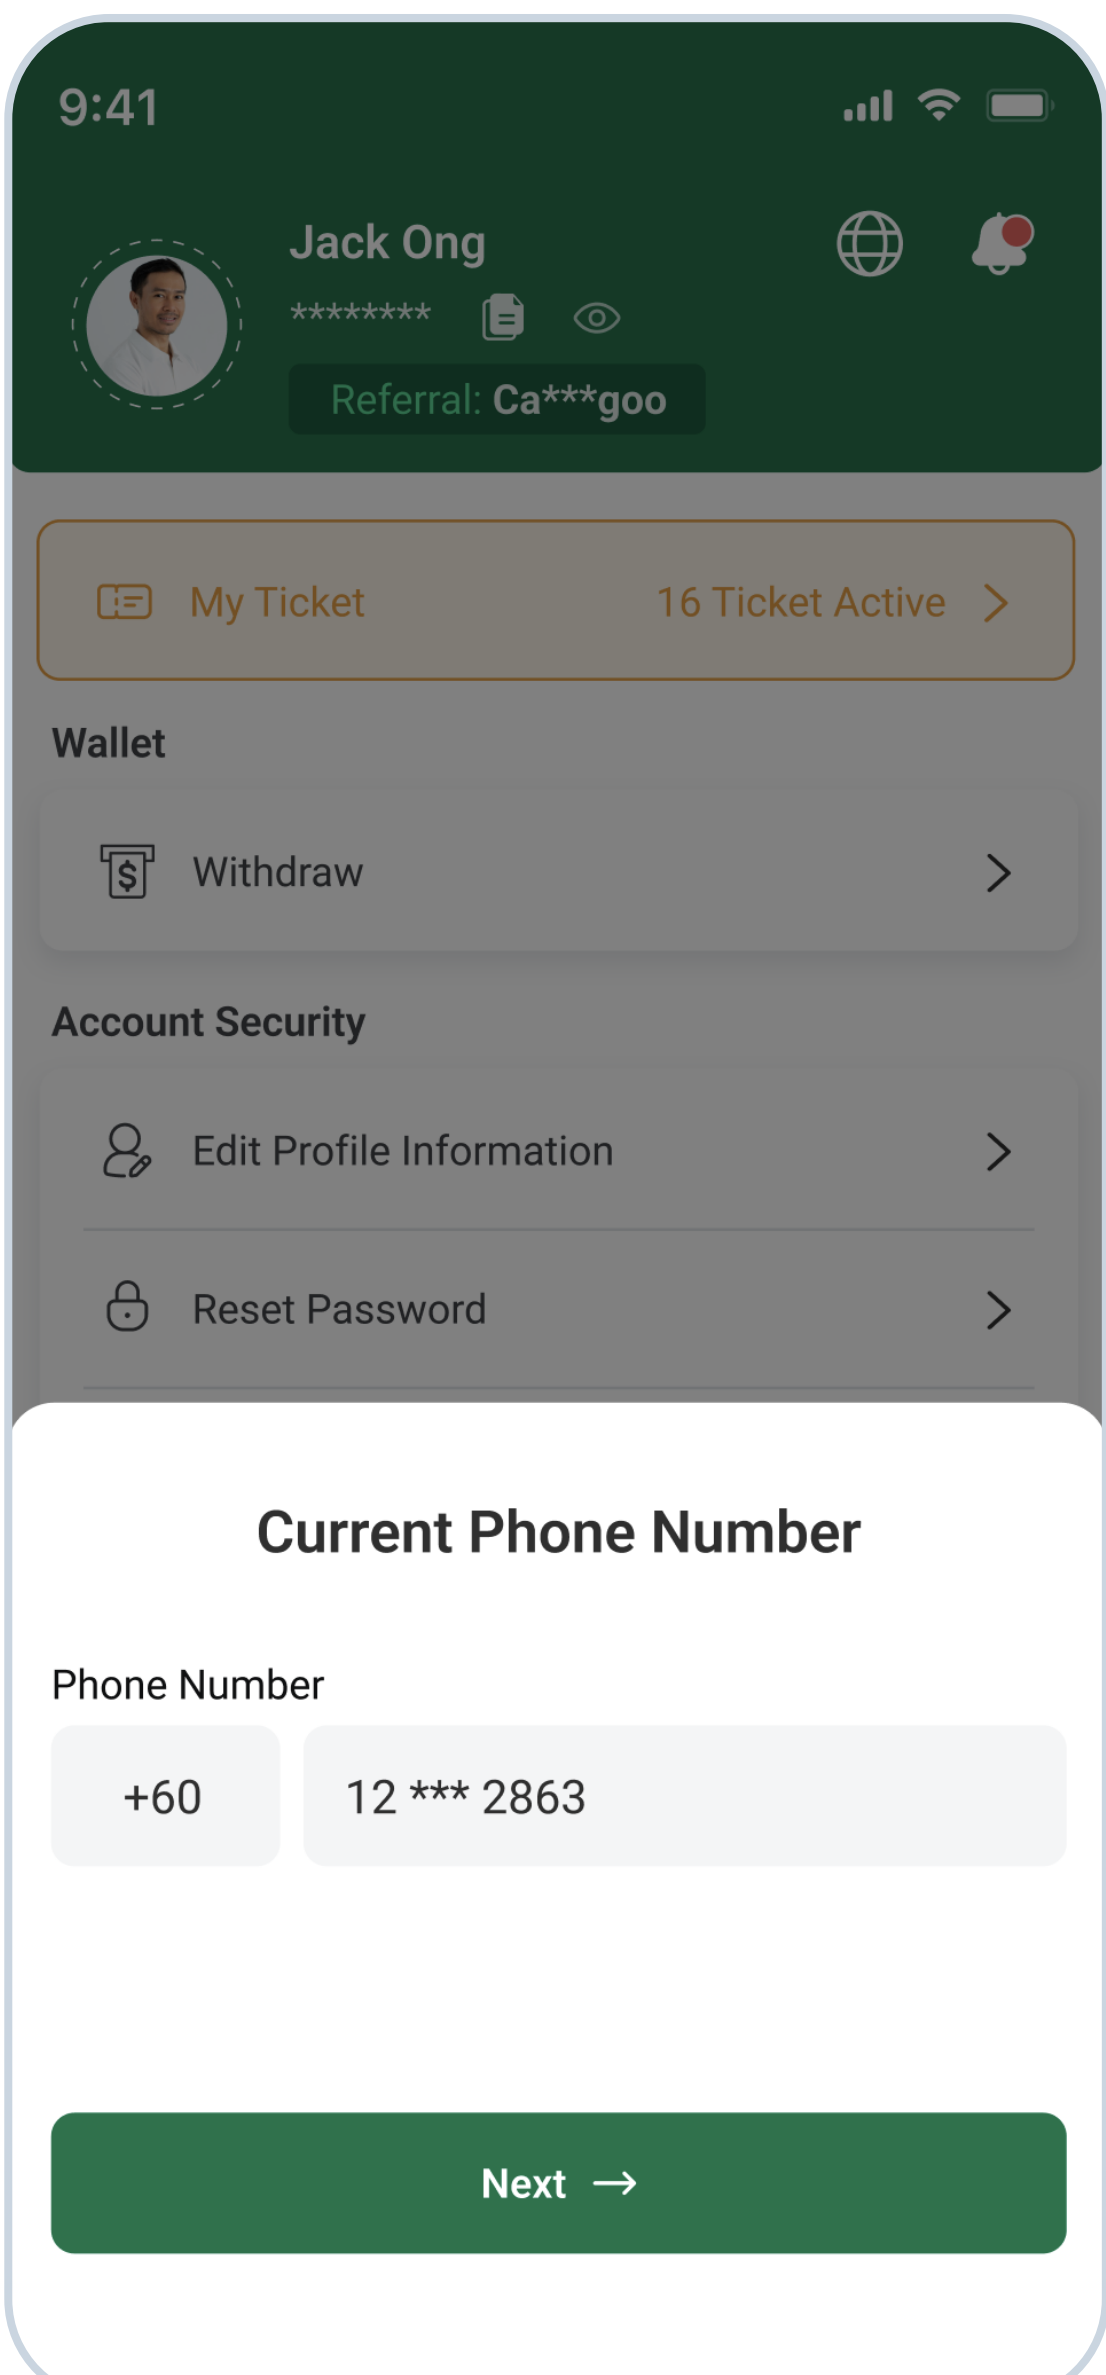 9:41
Jack Ong
********
Referral: Ca***goo
My Ticket 16 Ticket Active
Wallet
Withdraw
Account Security
Edit Profile Information
Reset Password
Current Phone Number
Phone Number
+60 12 *** 2863
Next →